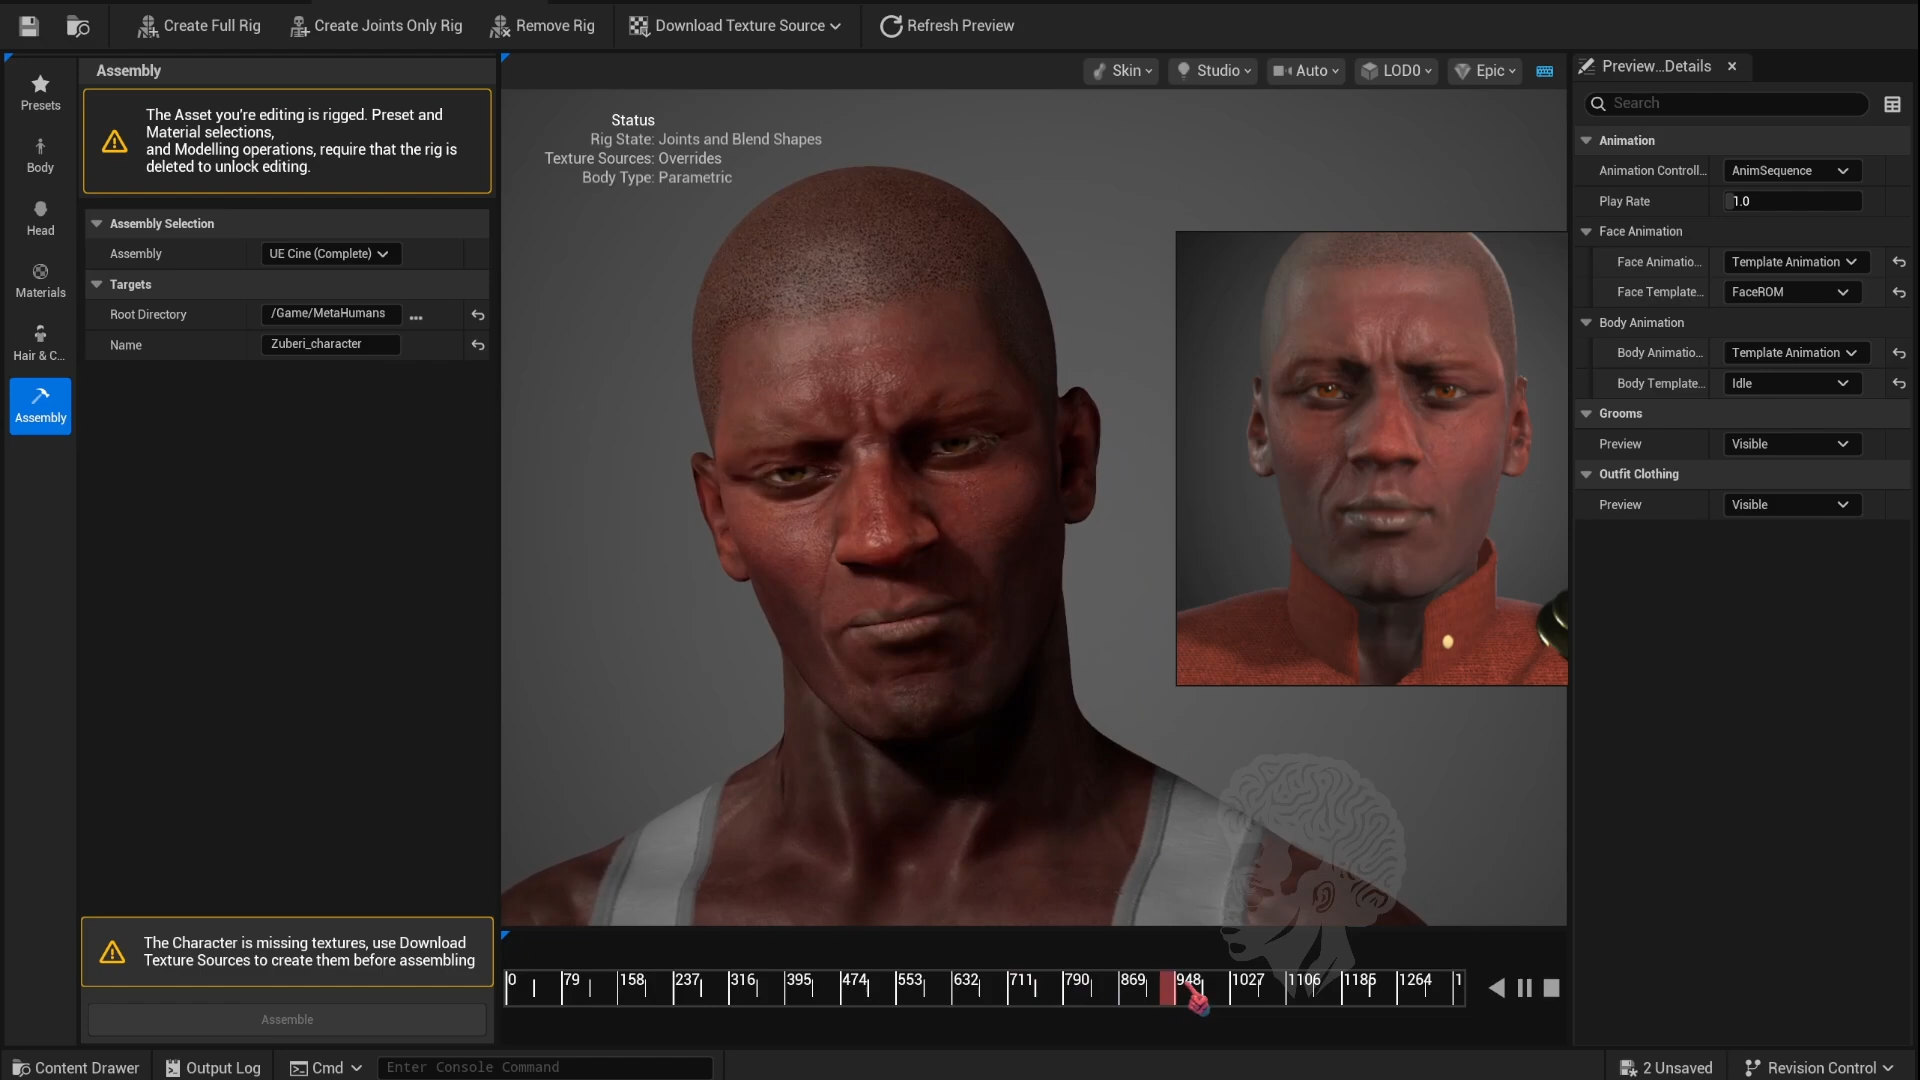 Create Full Rig
Create Joints Only Rig
Remove Rig
Download Texture Source
Refresh Preview
Presets
Body
Head
Materials
Hair & C...
Assembly
Assembly
The Asset you're editing is rigged. Preset and
Material selections,
and Modelling operations, require that the rig is
deleted to unlock editing.
Assembly Selection
Assembly
UE Cine (Complete)
Targets
Root Directory
/Game/MetaHumans
...
Name
Zuberi_character
The Character is missing textures, use Download
Texture Sources to create them before assembling
Assemble
Skin
Studio
Auto
LOD0
Epic
Status
Rig State: Joints and Blend Shapes
Texture Sources: Overrides
Body Type: Parametric
0 79 158 237 316 395 474 553 632 711 790 869 948 1027 1106 1185 1264 1
Preview...Details
Search
Animation
Animation Controll...
AnimSequence
Play Rate
1.0
Face Animation
Face Animatio...
Template Animation
Face Template...
FaceROM
Body Animation
Body Animatio...
Template Animation
Body Template...
Idle
Grooms
Preview
Visible
Outfit Clothing
Preview
Visible
Content Drawer
Output Log
Cmd
Enter Console Command
2 Unsaved
Revision Control